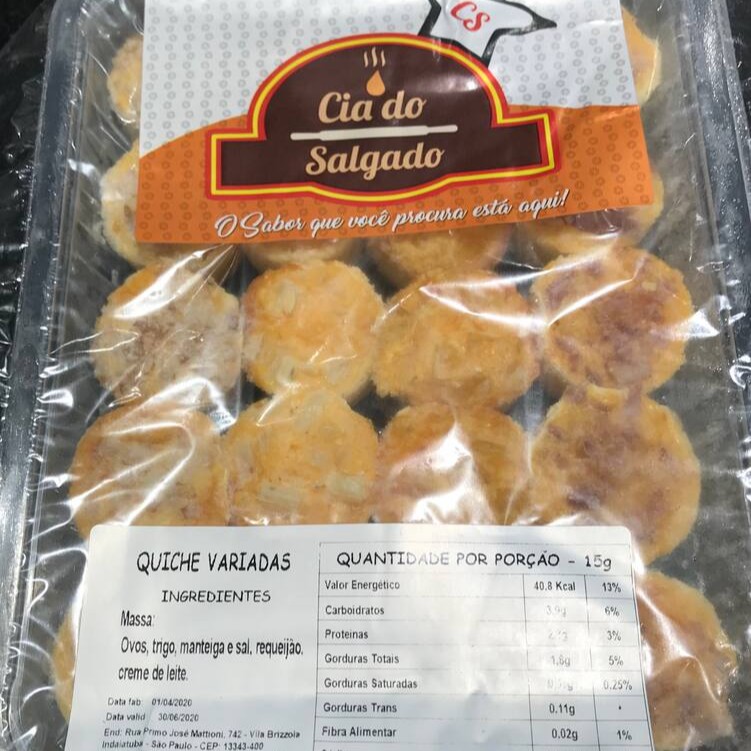 CS
Cia do
Salgado
O Sabor que você procura está aqui!
QUICHE VARIADAS
INGREDIENTES
Massa:
Ovos, trigo, manteiga e sal, requeijão,
creme de leite.
Data fab: 01/04/2020
Data valid 30/06/2020
End: Rua Primo José Mattioni, 742 - Vila Brizzola
Indaiatuba - São Paulo - CEP: 13343-400
QUANTIDADE POR PORÇÃO - 15g
Valor Energético 40,8 Kcal 13%
Carboidratos 6%
Proteinas 3%
Gorduras Totais 1,8g 5%
Gorduras Saturadas 0.25%
Gorduras Trans 0.11g *
Fibra Alimentar 0.02g 1%